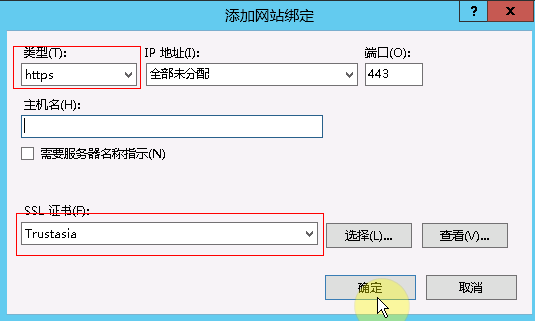 添加网站绑定
? x
类型(T): IP 地址(I): 端口(O):
https 全部未分配 443
主机名(H):
需要服务器名称指示(N)
SSL 证书(F):
Trustasia 选择(L)... 查看(V)...
确定 取消